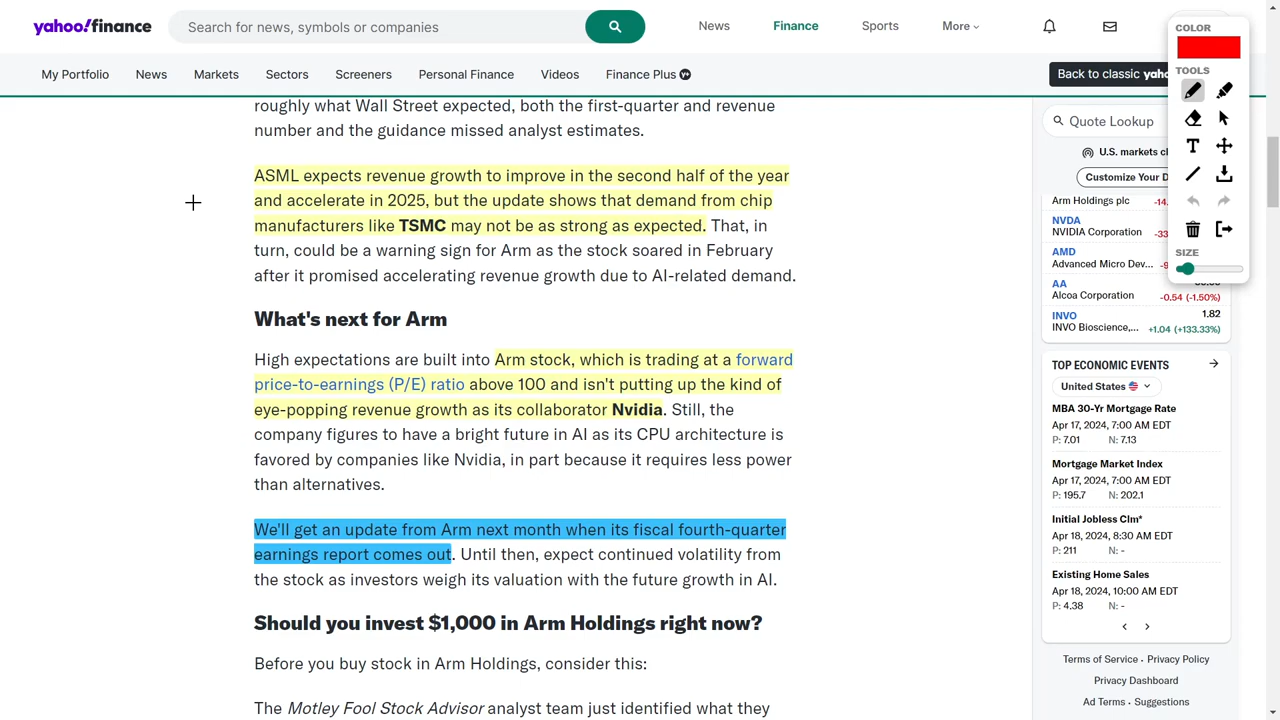 yahoo!finance
Search for news, symbols or companies
News
Finance
Sports
More
My Portfolio
News
Markets
Sectors
Screeners
Personal Finance
Videos
Finance Plus
Back to classic
COLOR
TOOLS
SIZE
roughly what Wall Street expected, both the first-quarter and revenue
number and the guidance missed analyst estimates.
ASML expects revenue growth to improve in the second half of the year
and accelerate in 2025, but the update shows that demand from chip
manufacturers like TSMC may not be as strong as expected. That, in
turn, could be a warning sign for Arm as the stock soared in February
after it promised accelerating revenue growth due to AI-related demand.
What's next for Arm
High expectations are built into Arm stock, which is trading at a forward
price-to-earnings (P/E) ratio above 100 and isn't putting up the kind of
eye-popping revenue growth as its collaborator Nvidia. Still, the
company figures to have a bright future in AI as its CPU architecture is
favored by companies like Nvidia, in part because it requires less power
than alternatives.
We'll get an update from Arm next month when its fiscal fourth-quarter
earnings report comes out. Until then, expect continued volatility from
the stock as investors weigh its valuation with the future growth in AI.
Should you invest $1,000 in Arm Holdings right now?
Before you buy stock in Arm Holdings, consider this:
The Motley Fool Stock Advisor analyst team just identified what they
Quote Lookup
U.S. markets
Customize Your
Arm Holdings plc
-14.
NVDA
NVIDIA Corporation
-33
AMD
Advanced Micro Dev...
AA
Alcoa Corporation
-0.54 (-1.50%)
INVO
1.82
INVO Bioscience,...
+1.04 (+133.33%)
TOP ECONOMIC EVENTS
United States
MBA 30-Yr Mortgage Rate
Apr 17, 2024, 7:00 AM EDT
P: 7.01 N: 7.13
Mortgage Market Index
Apr 17, 2024, 7:00 AM EDT
P: 195.7 N: 202.1
Initial Jobless Clm*
Apr 18, 2024, 8:30 AM EDT
P: 211 N: -
Existing Home Sales
Apr 18, 2024, 10:00 AM EDT
P: 4.38 N: -
Terms of Service • Privacy Policy
Privacy Dashboard
Ad Terms • Suggestions